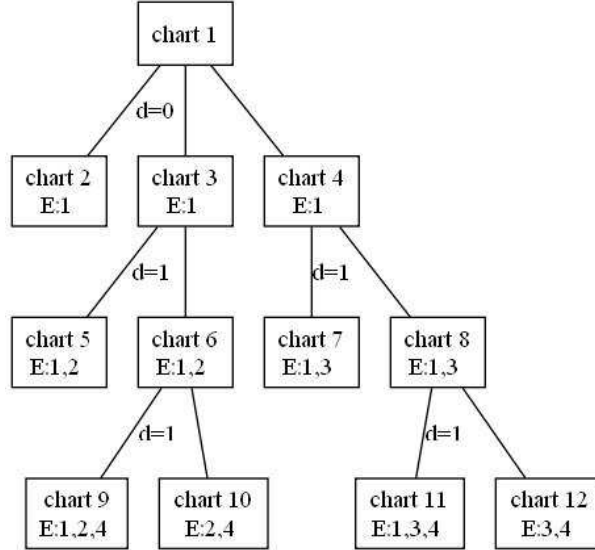 chart 1
d=0
chart 2
E:1
chart 3
E:1
chart 4
E:1
d=1
d=1
chart 5
E:1,2
chart 6
E:1,2
chart 7
E:1,3
chart 8
E:1,3
d=1
d=1
chart 9
E:1,2,4
chart 10
E:2,4
chart 11
E:1,3,4
chart 12
E:3,4